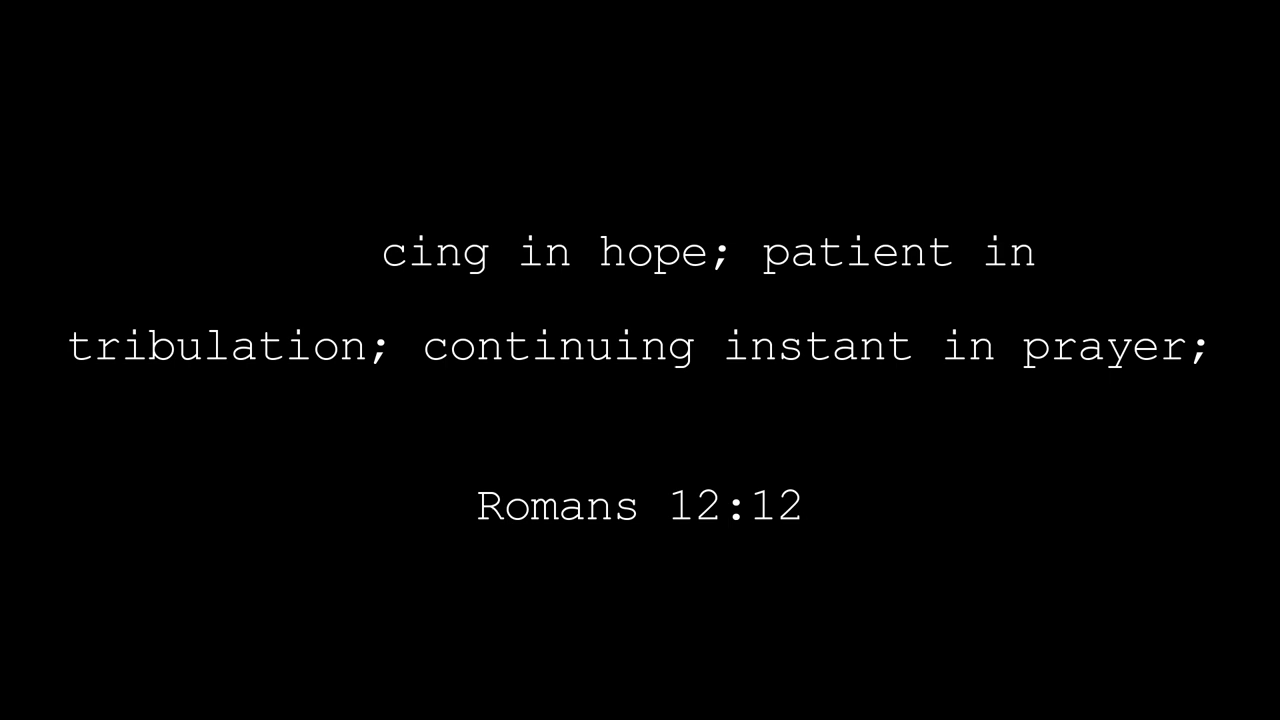 cing in hope; patient in
tribulation; continuing instant in prayer;
Romans 12:12